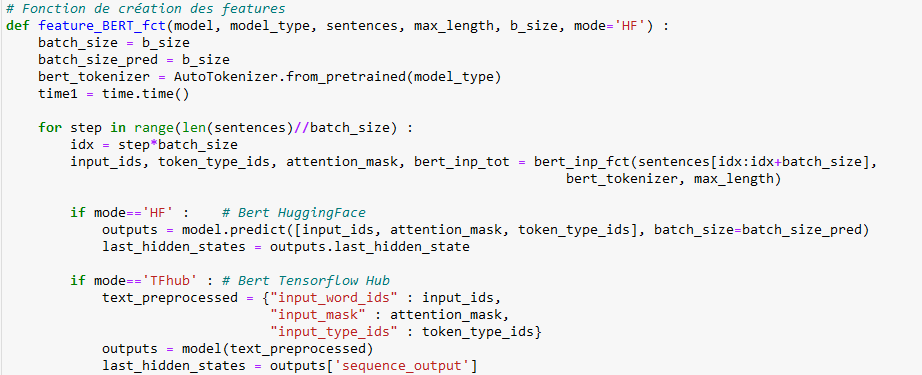 # Fonction de création des features
def feature_BERT_fct(model, model_type, sentences, max_length, b_size, mode='HF') :
    batch_size = b_size
    batch_size_pred = b_size
    bert_tokenizer = AutoTokenizer.from_pretrained(model_type)
    time1 = time.time()

    for step in range(len(sentences)//batch_size) :
        idx = step*batch_size
        input_ids, token_type_ids, attention_mask, bert_inp_tot = bert_inp_fct(sentences[idx:idx+batch_size],
                                                                      bert_tokenizer, max_length)

        if mode=='HF' :    # Bert HuggingFace
            outputs = model.predict([input_ids, attention_mask, token_type_ids], batch_size=batch_size_pred)
            last_hidden_states = outputs.last_hidden_state

        if mode=='TFhub' : # Bert Tensorflow Hub
            text_preprocessed = {"input_word_ids" : input_ids,
                                 "input_mask" : attention_mask,
                                 "input_type_ids" : token_type_ids}
            outputs = model(text_preprocessed)
            last_hidden_states = outputs['sequence_output']